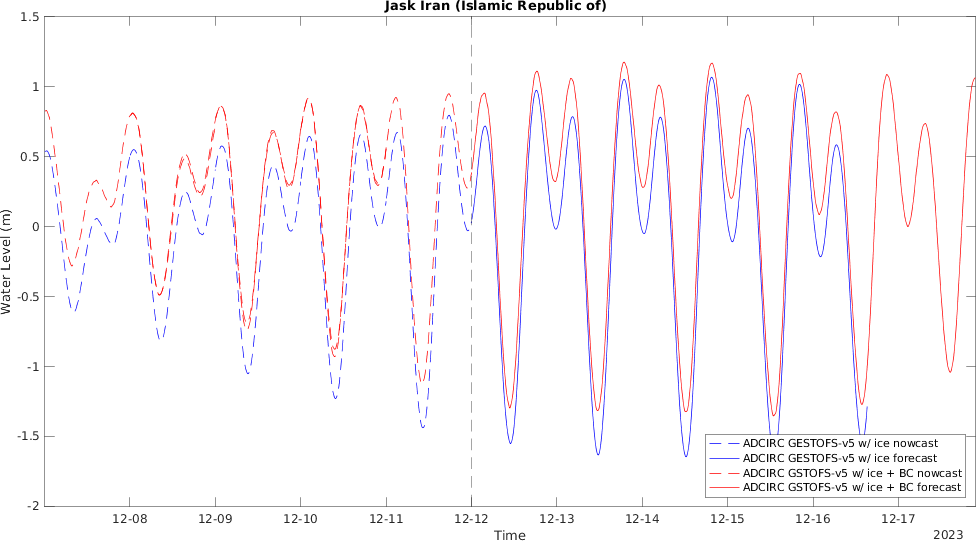 Jask Iran (Islamic Republic of)
1.5
1
0.5
0
-0.5
-1
-1.5
-2
Water Level (m)
12-08 12-09 12-10 12-11 12-12 12-13 12-14 12-15 12-16 12-17
Time
2023
ADCIRC GESTOFS-v5 w/ ice nowcast
ADCIRC GESTOFS-v5 w/ ice forecast
ADCIRC GSTOFS-v5 w/ ice + BC nowcast
ADCIRC GSTOFS-v5 w/ ice + BC forecast